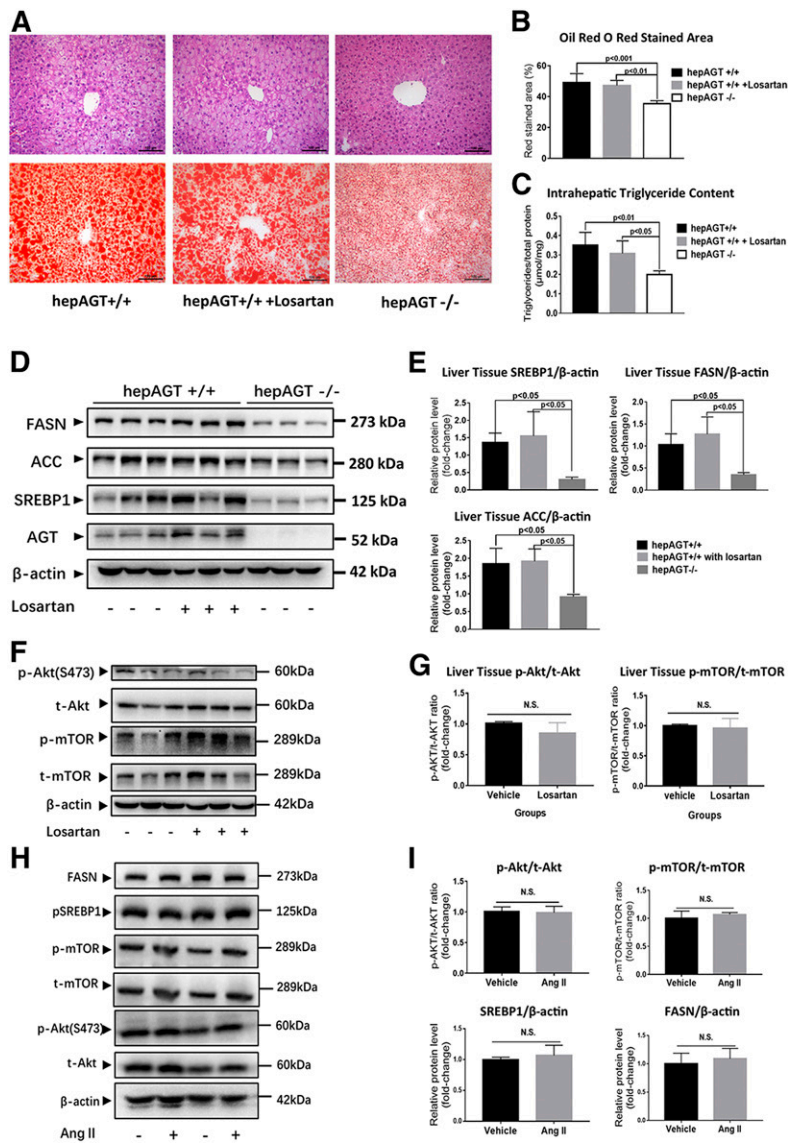 A
hepAGT+/+
hepAGT+/+ +Losartan
hepAGT -/-
B
Oil Red O Red Stained Area
Red stained area (%)
60
40
20
0
p<0.001
p<0.01
hepAGT +/+
hepAGT +/+ +Losartan
hepAGT -/-
C
Intrahepatic Triglyceride Content
Triglycerides/total protein
(μmol/mg)
0.5
0.4
0.3
0.2
0.1
0.0
p<0.01
p<0.05
hepAGT+/+
hepAGT +/+ + Losartan
hepAGT -/-
D
hepAGT +/+ hepAGT -/-
FASN 273 kDa
ACC 280 kDa
SREBP1 125 kDa
AGT 52 kDa
β-actin 42 kDa
Losartan - - - + + + - - -
E
Liver Tissue SREBP1/β-actin
Relative protein level
(fold-change)
2.5
2.0
1.5
1.0
0.5
0.0
p<0.05
p<0.05
Liver Tissue FASN/β-actin
Relative protein level
(fold-change)
2.0
1.5
1.0
0.5
0.0
p<0.05
p<0.05
Liver Tissue ACC/β-actin
Relative protein level
(fold-change)
2.5
2.0
1.5
1.0
0.5
0.0
p<0.05
p<0.05
hepAGT+/+
hepAGT+/+ with losartan
hepAGT-/-
F
p-Akt(S473) 60kDa
t-Akt 60kDa
p-mTOR 289kDa
t-mTOR 289kDa
β-actin 42kDa
Losartan - - - + + +
G
Liver Tissue p-Akt/t-Akt
p-AKT/t-AKT ratio
(fold-change)
1.5
1.0
0.5
0.0
N.S.
Vehicle Losartan
Groups
Liver Tissue p-mTOR/t-mTOR
p-mTOR/t-mTOR ratio
(fold-change)
1.5
1.0
0.5
0.0
N.S.
vehicle Losartan
Groups
H
FASN 273kDa
pSREBP1 125kDa
p-mTOR 289kDa
t-mTOR 289kDa
p-Akt(S473) 60kDa
t-Akt 60kDa
β-actin 42kDa
Ang II - + - +
I
p-Akt/t-Akt
p-AKT/t-AKT ratio
(fold-change)
1.5
1.0
0.5
0.0
N.S.
Vehicle Ang II
p-mTOR/t-mTOR
p-mTOR/t-mTOR ratio
(fold-change)
1.5
1.0
0.5
0.0
N.S.
Vehicle Ang II
SREBP1/β-actin
Relative protein level
(fold-change)
1.5
1.0
0.5
0.0
N.S.
Vehicle Ang II
FASN/β-actin
Relative protein level
(fold-change)
1.5
1.0
0.5
0.0
N.S.
Vehicle Ang II